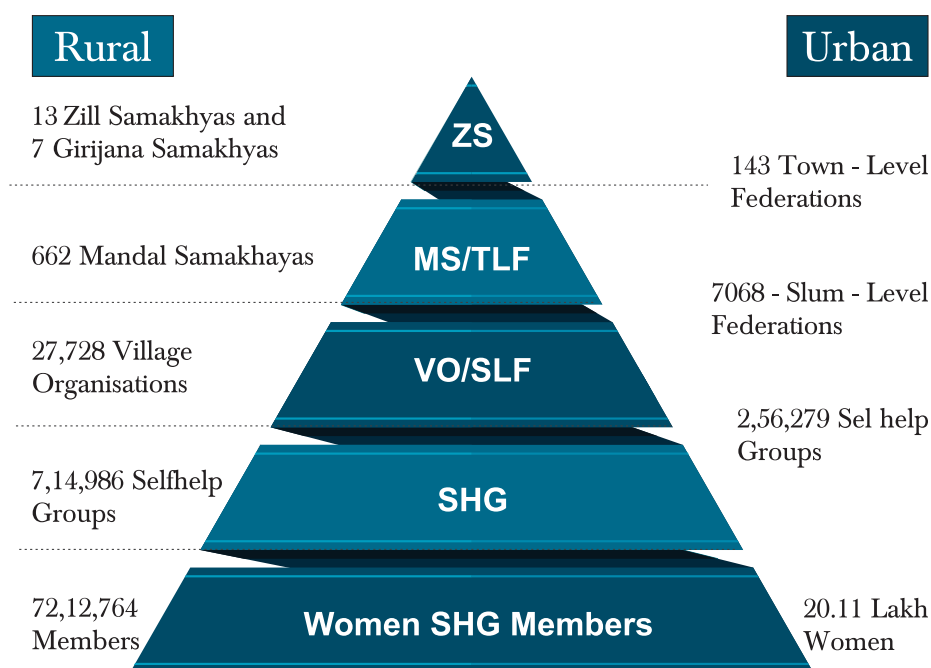 Rural
Urban
13 Zill Samakhyas and
7 Girijana Samakhyas
ZS
143 Town - Level
Federations
662 Mandal Samakhayas
MS/TLF
7068 - Slum - Level
Federations
27,728 Village
Organisations
VO/SLF
2,56,279 Sel help
Groups
7,14,986 Selfhelp
Groups
SHG
72,12,764
Members
Women SHG Members
20.11 Lakh
Women